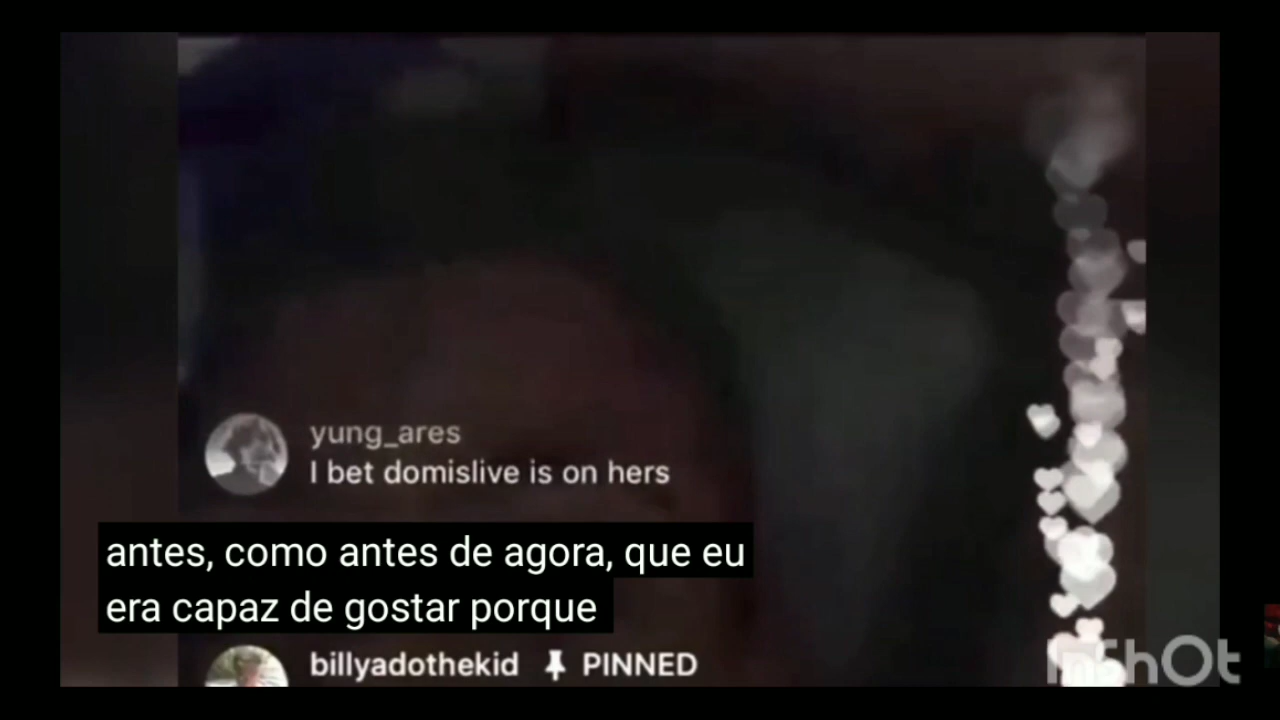 yung_ares
I bet domislive is on hers
antes, como antes de agora, que eu
era capaz de gostar porque
billyadothekid PINNED
InShOt